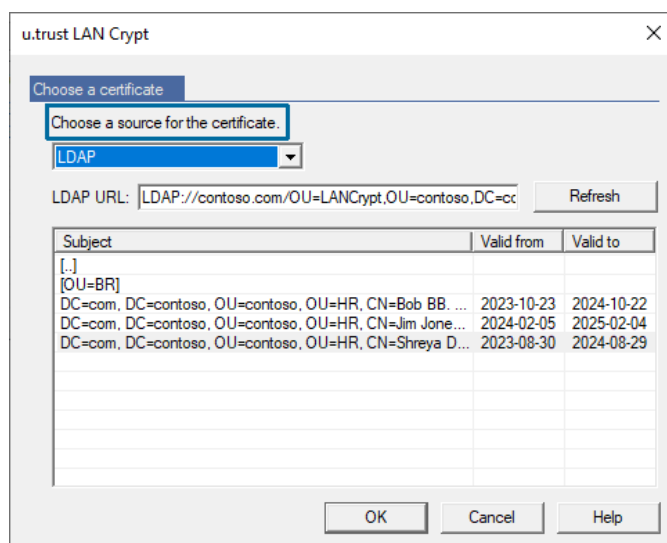 u.trust LAN Crypt
Choose a certificate
Choose a source for the certificate.
LDAP
LDAP URL: LDAP://contoso.com/OU=LANCrypt,OU=contoso,DC=cc Refresh
Subject Valid from Valid to
[..]
[OU=BR]
DC=com, DC=contoso, OU=contoso, OU=HR, CN=Bob BB. ... 2023-10-23 2024-10-22
DC=com, DC=contoso, OU=contoso, OU=HR, CN=Jim Jone... 2024-02-05 2025-02-04
DC=com, DC=contoso, OU=contoso, OU=HR, CN=Shreya D... 2023-08-30 2024-08-29
OK Cancel Help